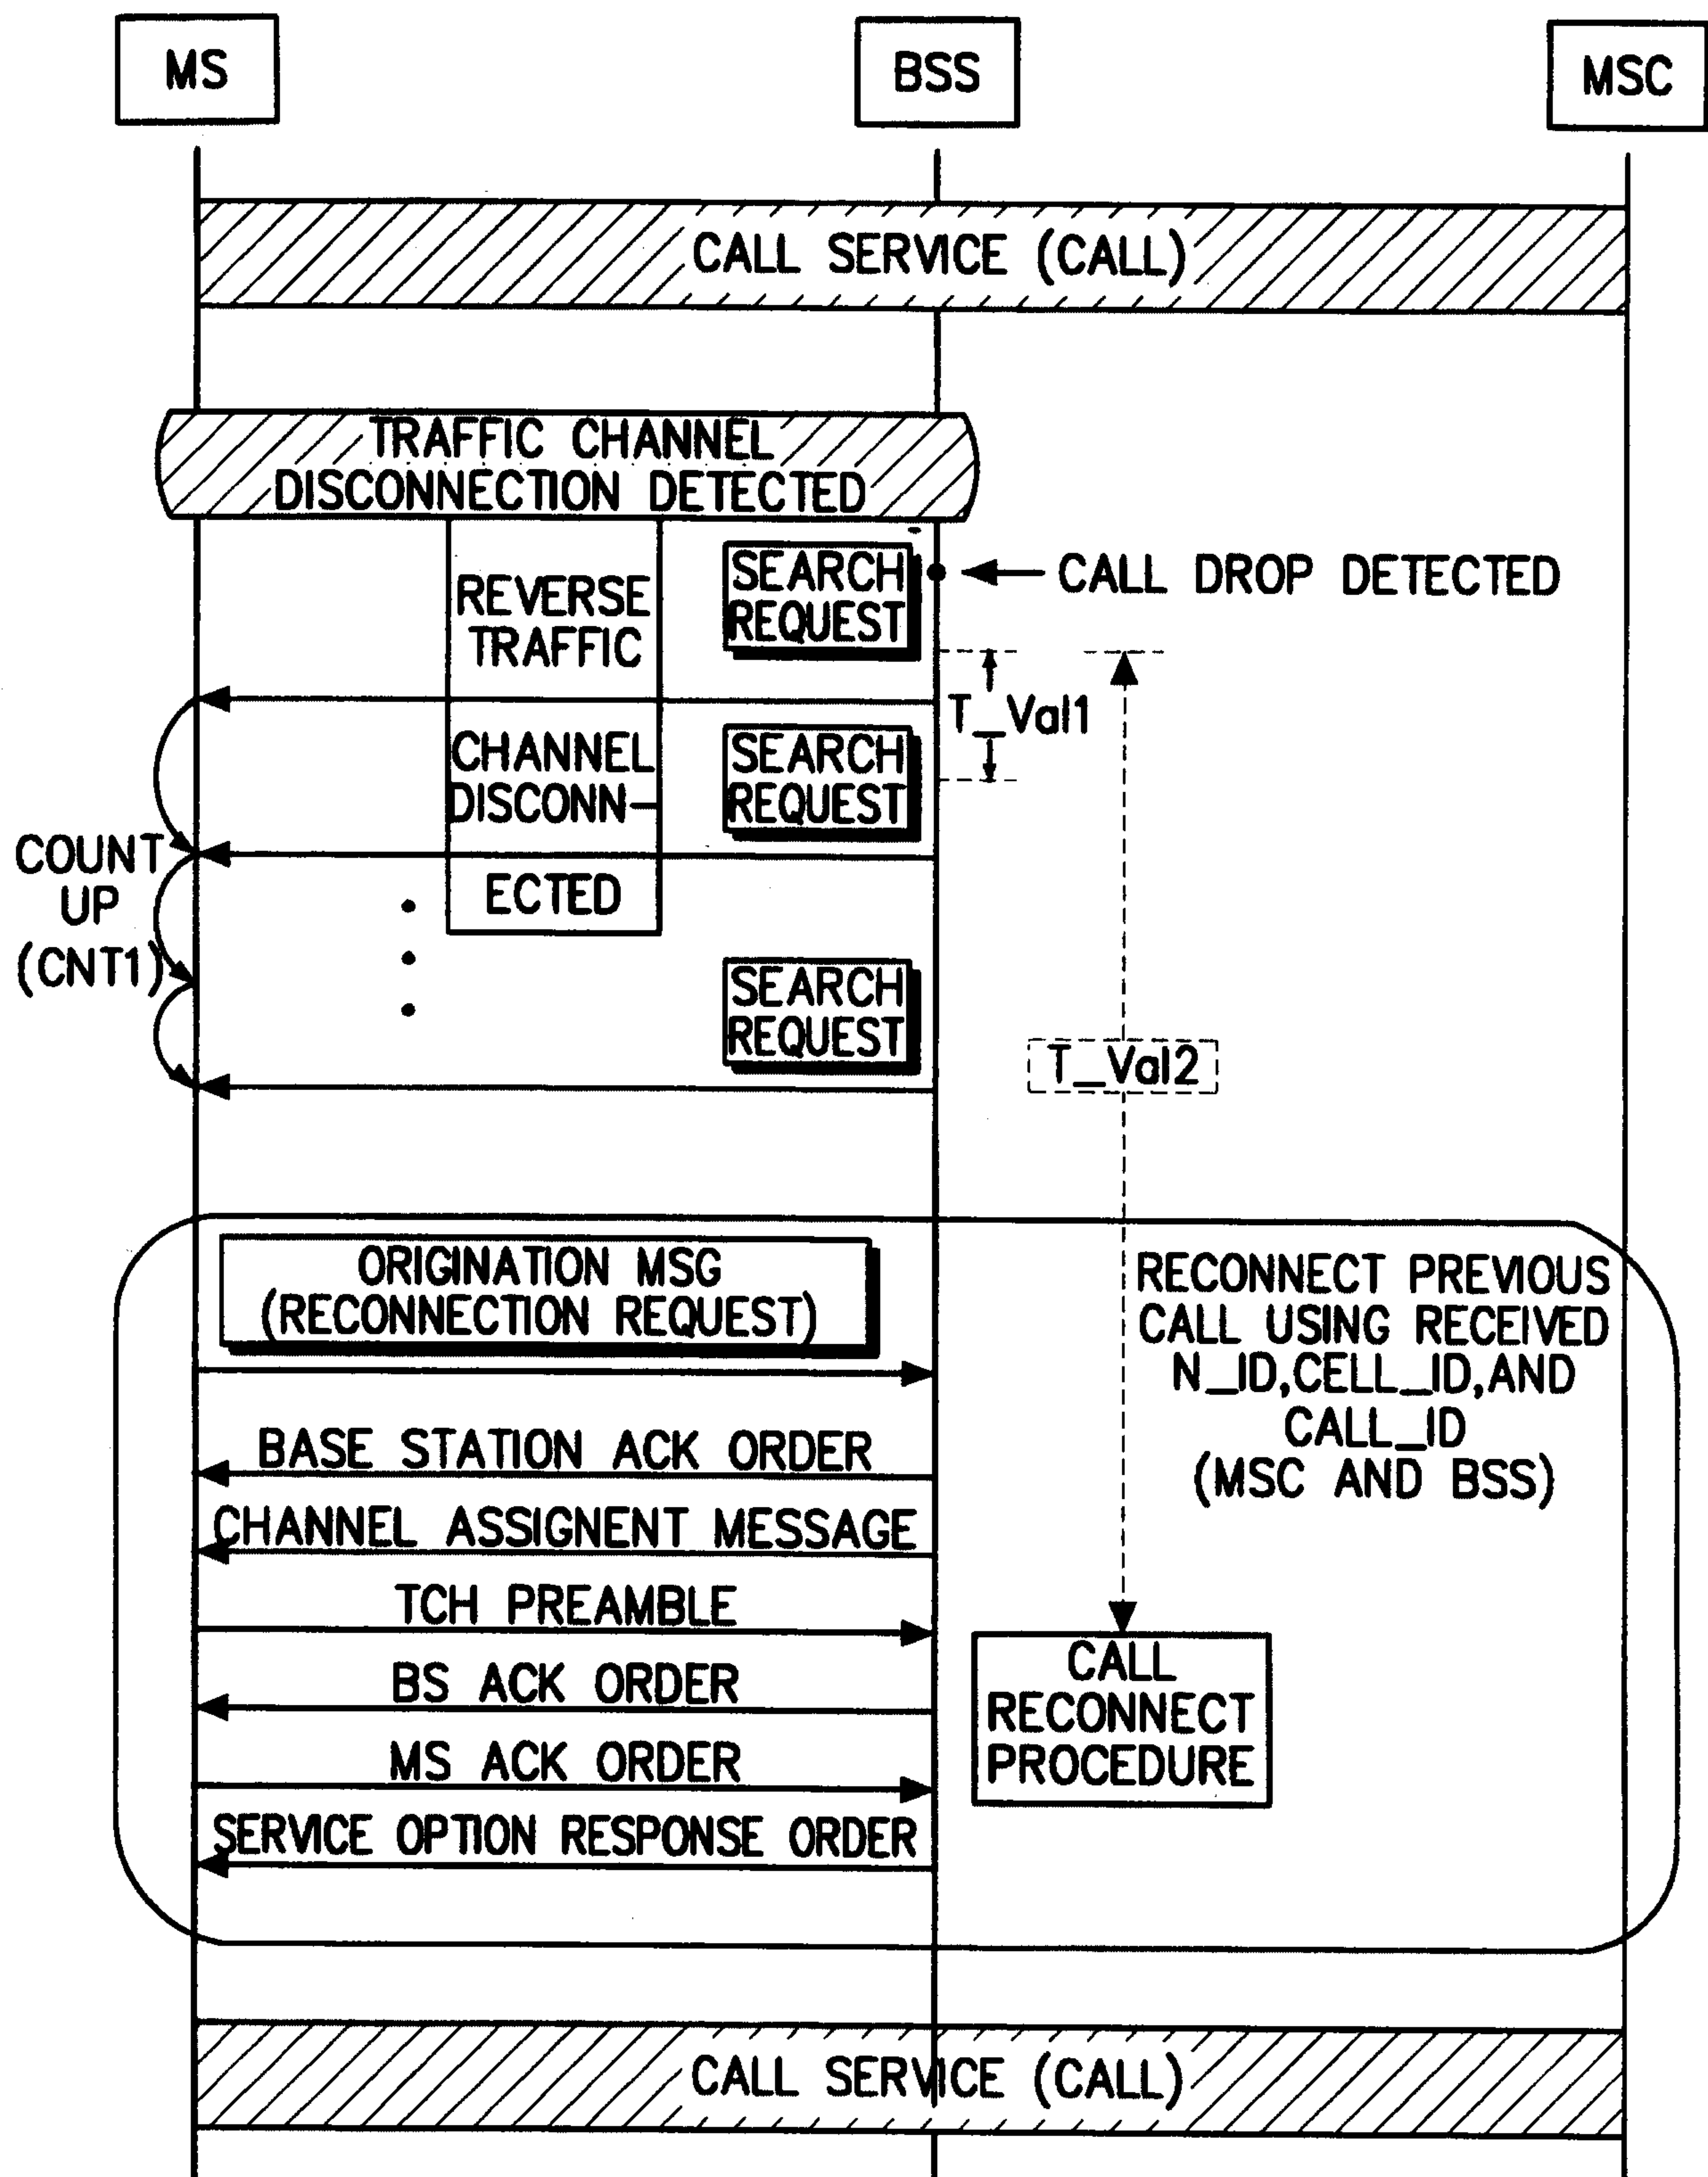 MS
BSS
MSC
CALL SERVICE (CALL)
TRAFFIC CHANNEL
DISCONNECTION DETECTED
SEARCH
REQUEST
CALL DROP DETECTED
REVERSE
TRAFFIC
T_Val1
CHANNEL
DISCONN-
SEARCH
REQUEST
COUNT
UP
(CNT1)
ECTED
SEARCH
REQUEST
T_Val2
ORIGINATION MSG
(RECONNECTION REQUEST)
RECONNECT PREVIOUS
CALL USING RECEIVED
N_ID,CELL_ID,AND
CALL_ID
(MSC AND BSS)
BASE STATION ACK ORDER
CHANNEL ASSIGNENT MESSAGE
TCH PREAMBLE
BS ACK ORDER
MS ACK ORDER
SERVICE OPTION RESPONSE ORDER
CALL
RECONNECT
PROCEDURE
CALL SERVICE (CALL)